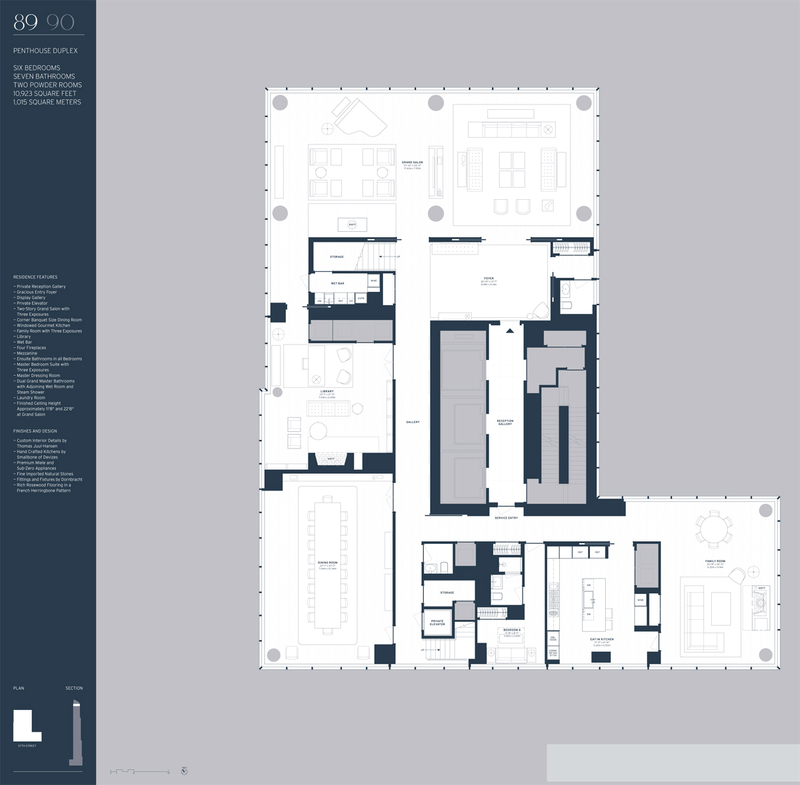 89 90
PENTHOUSE DUPLEX
SIX BEDROOMS
SEVEN BATHROOMS
TWO POWDER ROOMS
10,923 SQUARE FEET
1,015 SQUARE METERS
RESIDENCE FEATURES
– Private Reception Gallery
– Gracious Entry Foyer
– Display Gallery
– Private Elevator
– Two-Story Grand Salon with
Three Exposures
– Corner Banquet Size Dining Room
– Windowed Gourmet Kitchen
– Family Room with Three Exposures
– Library
– Wet Bar
– Four Fireplaces
– Mezzanine
– Ensuite Bathrooms in all Bedrooms
– Master Bedroom Suite with
Three Exposures
– Master Dressing Room
– Dual Grand Master Bathrooms
with Adjoining Wet Room and
Steam Shower
– Laundry Room
– Finished Ceiling Height
Approximately 11'8" and 22'8"
at Grand Salon
FINISHES AND DESIGN
– Custom Interior Details by
Thomas Juul-Hansen
– Hand Crafted Kitchens by
Smallbone of Devizes
– Premium Miele and
Sub-Zero Appliances
– Fine Imported Natural Stones
– Fittings and Fixtures by Dornbracht
– Rich Rosewood Flooring in a
French Herringbone Pattern
PLAN
SECTION
57TH STREET
GRAND SALON
STORAGE
WET BAR
FOYER
LIBRARY
GALLERY
RECEPTION
GALLERY
SERVICE ENTRY
DINING ROOM
STORAGE
PRIVATE
ELEVATOR
BEDROOM 6
EAT-IN KITCHEN
FAMILY ROOM